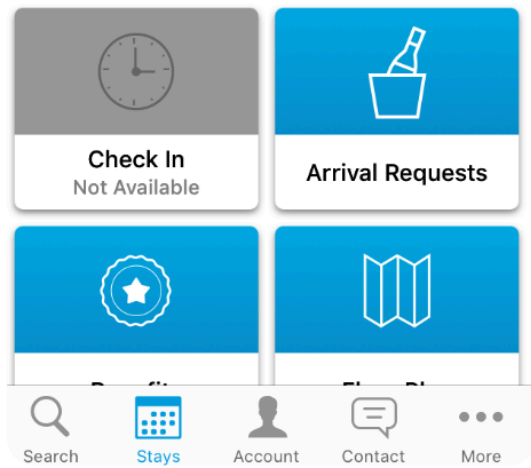 Check In
Not Available
Arrival Requests
Search
Stays
Account
Contact
More